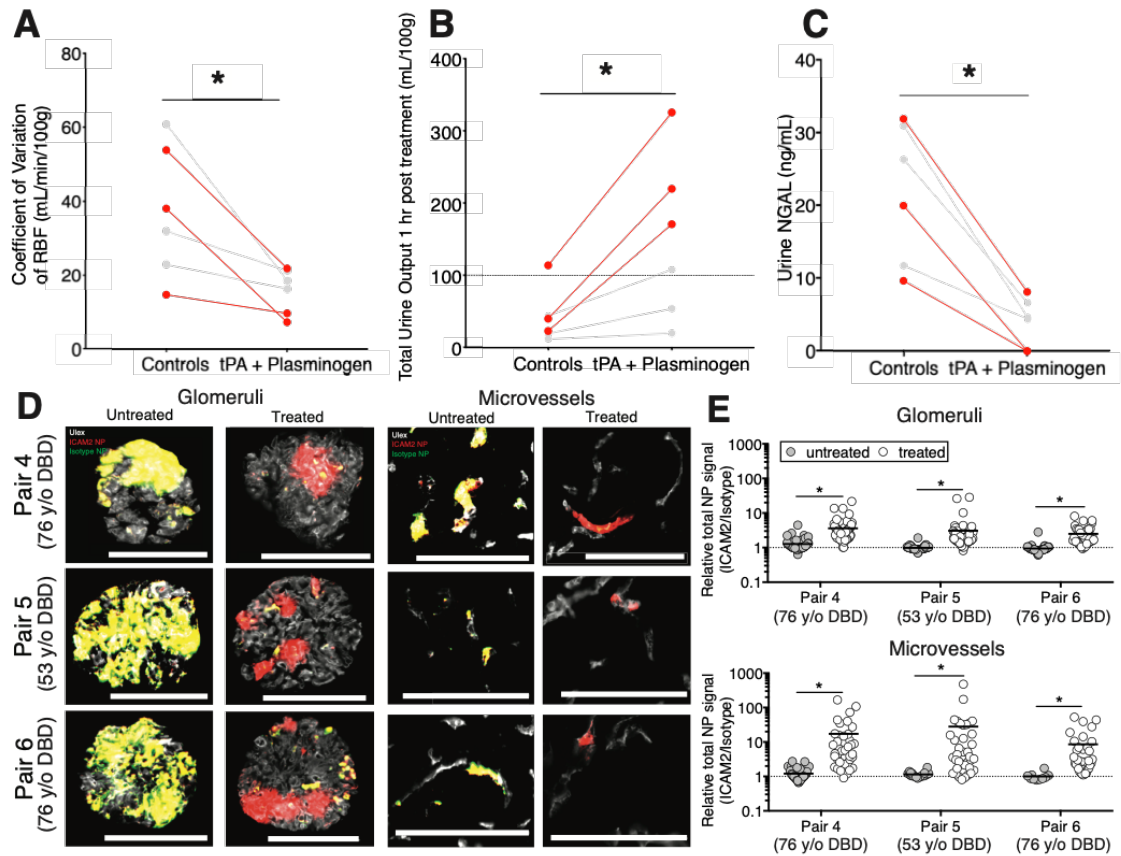 A
Coefficient of Variation
of RBF (mL/min/100g)
80
60
40
20
0
*
Controls tPA + Plasminogen
B
Total Urine Output 1 hr post treatment (mL/100g)
400
300
200
100
0
*
Controls tPA + Plasminogen
C
Urine NGAL (ng/mL)
40
30
20
10
0
*
Controls tPA + Plasminogen
D
Glomeruli
Microvessels
Untreated
Treated
Untreated
Treated
Ulex
ICAM2 NP
Isotype NP
Ulex
ICAM2 NP
Isotype NP
Pair 4
(76 y/o DBD)
Pair 5
(53 y/o DBD)
Pair 6
(76 y/o DBD)
E
Glomeruli
Relative total NP signal
(ICAM2/Isotype)
1000
100
10
1
0.1
untreated treated
* * *
Pair 4 Pair 5 Pair 6
(76 y/o DBD) (53 y/o DBD) (76 y/o DBD)
Microvessels
Relative total NP signal
(ICAM2/Isotype)
1000
100
10
1
0.1
* * *
Pair 4 Pair 5 Pair 6
(76 y/o DBD) (53 y/o DBD) (76 y/o DBD)